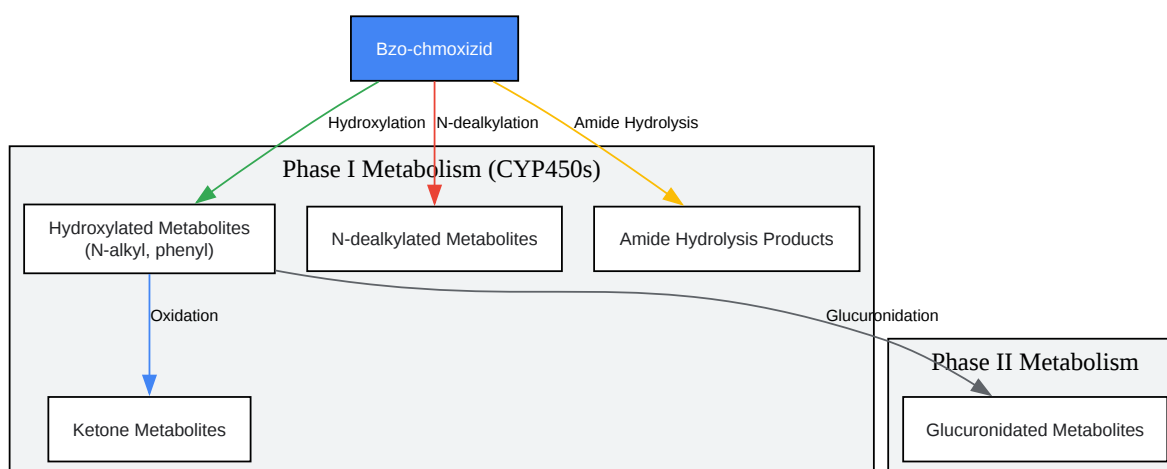 Bzo-chmoxizid
Hydroxylation
N-dealkylation
Amide Hydrolysis
Phase I Metabolism (CYP450s)
Hydroxylated Metabolites
(N-alkyl, phenyl)
N-dealkylated Metabolites
Amide Hydrolysis Products
Oxidation
Glucuronidation
Phase II Metabolism
Ketone Metabolites
Glucuronidated Metabolites